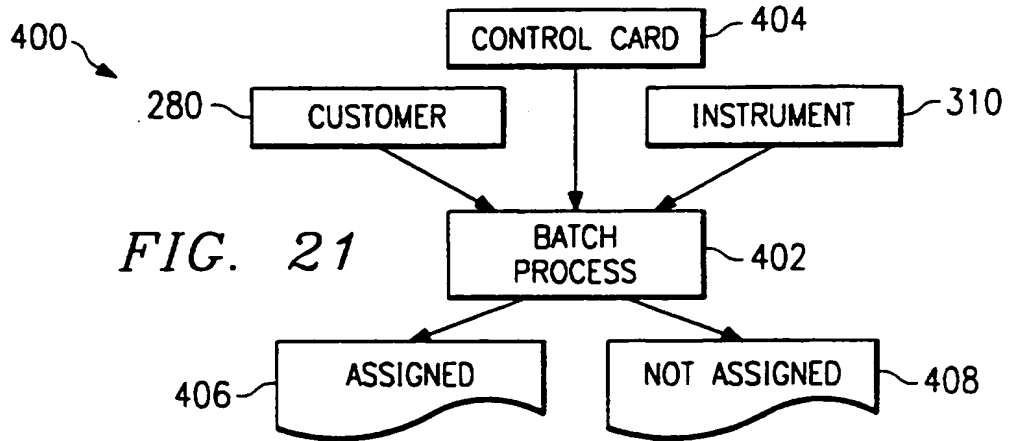 400
CONTROL CARD
404
280
CUSTOMER
INSTRUMENT
310
FIG. 21
BATCH
PROCESS
402
406
ASSIGNED
NOT ASSIGNED
408